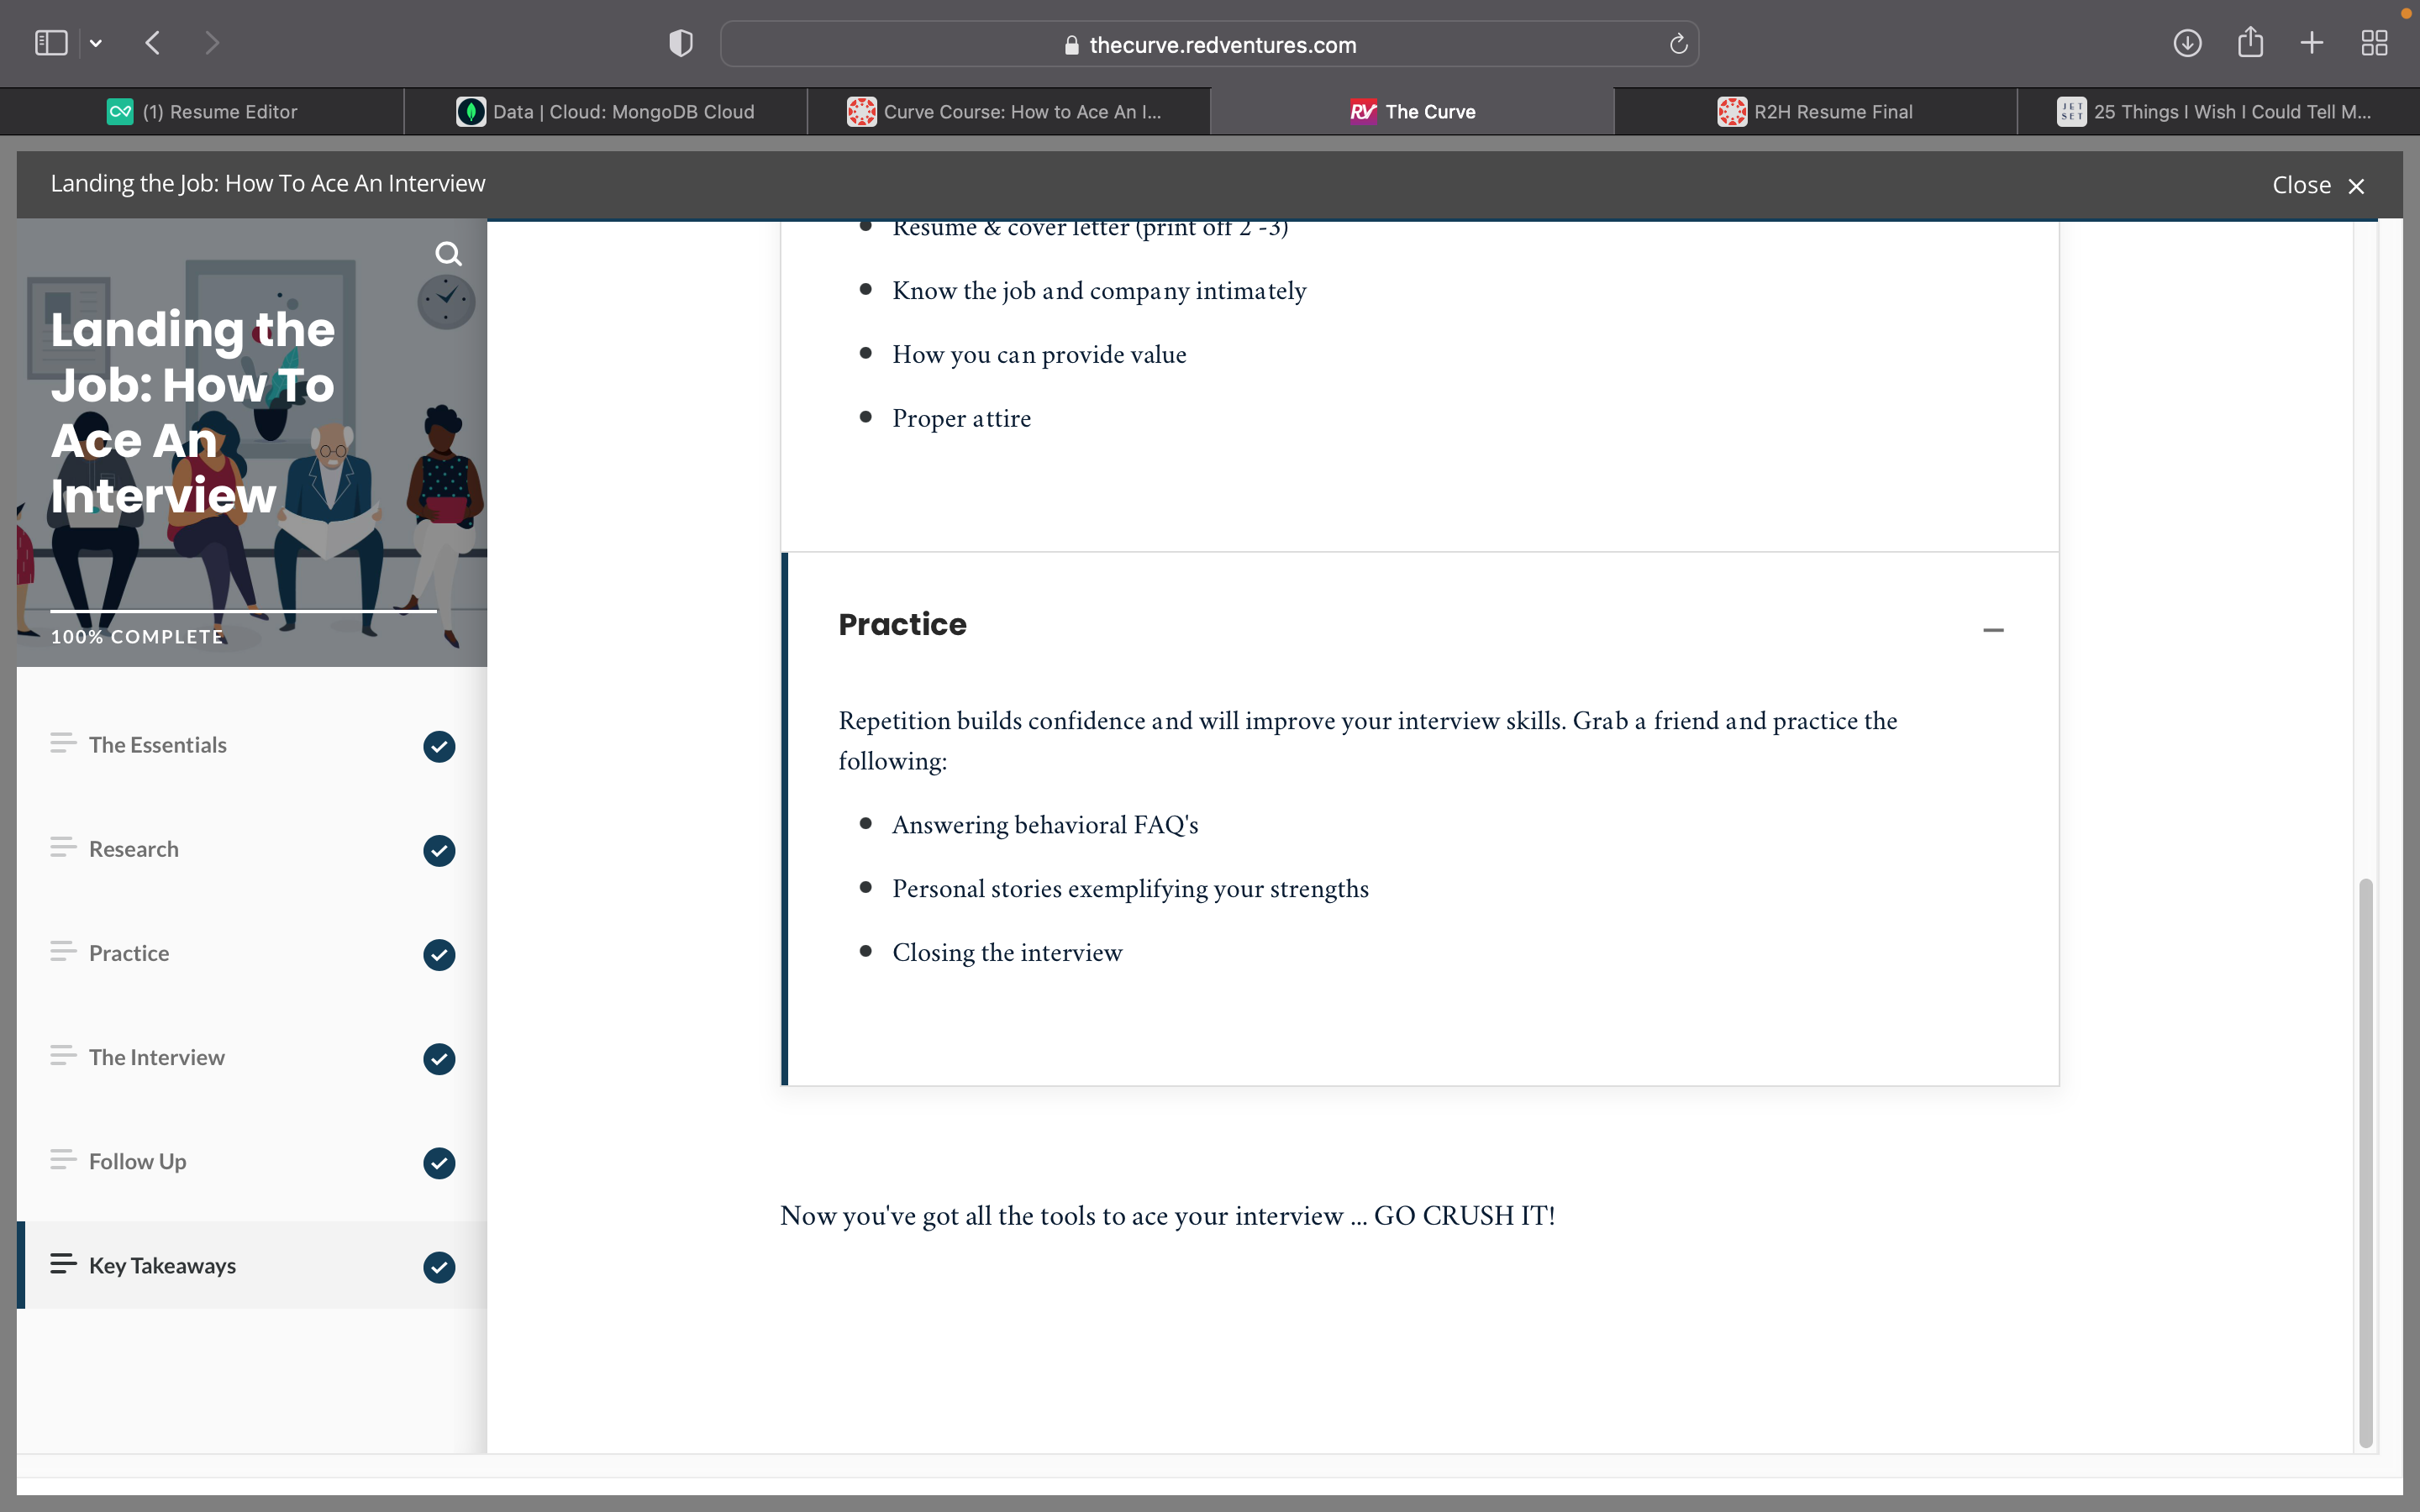 thecurve.redventures.com
(1) Resume Editor
Data | Cloud: MongoDB Cloud
Curve Course: How to Ace An I...
RV The Curve
R2H Resume Final
JET SET 25 Things I Wish I Could Tell M...
Landing the Job: How To Ace An Interview
Close
Landing the
Job: How To
Ace An
Interview
100% COMPLETE
The Essentials
Research
Practice
The Interview
Follow Up
Key Takeaways
Resume & cover letter (print off 2 -3)
Know the job and company intimately
How you can provide value
Proper attire
Practice
Repetition builds confidence and will improve your interview skills. Grab a friend and practice the
following:
Answering behavioral FAQ's
Personal stories exemplifying your strengths
Closing the interview
Now you've got all the tools to ace your interview ... GO CRUSH IT!